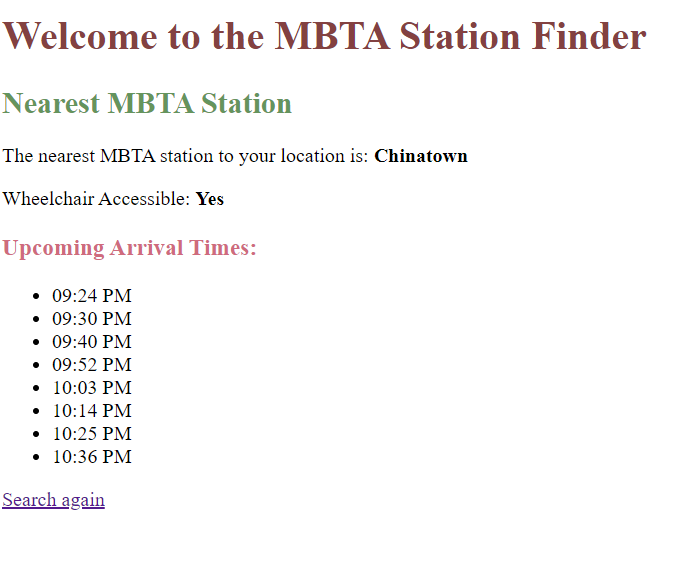 Welcome to the MBTA Station Finder
Nearest MBTA Station
The nearest MBTA station to your location is: Chinatown
Wheelchair Accessible: Yes
Upcoming Arrival Times:
09:24 PM
09:30 PM
09:40 PM
09:52 PM
10:03 PM
10:14 PM
10:25 PM
10:36 PM
Search again